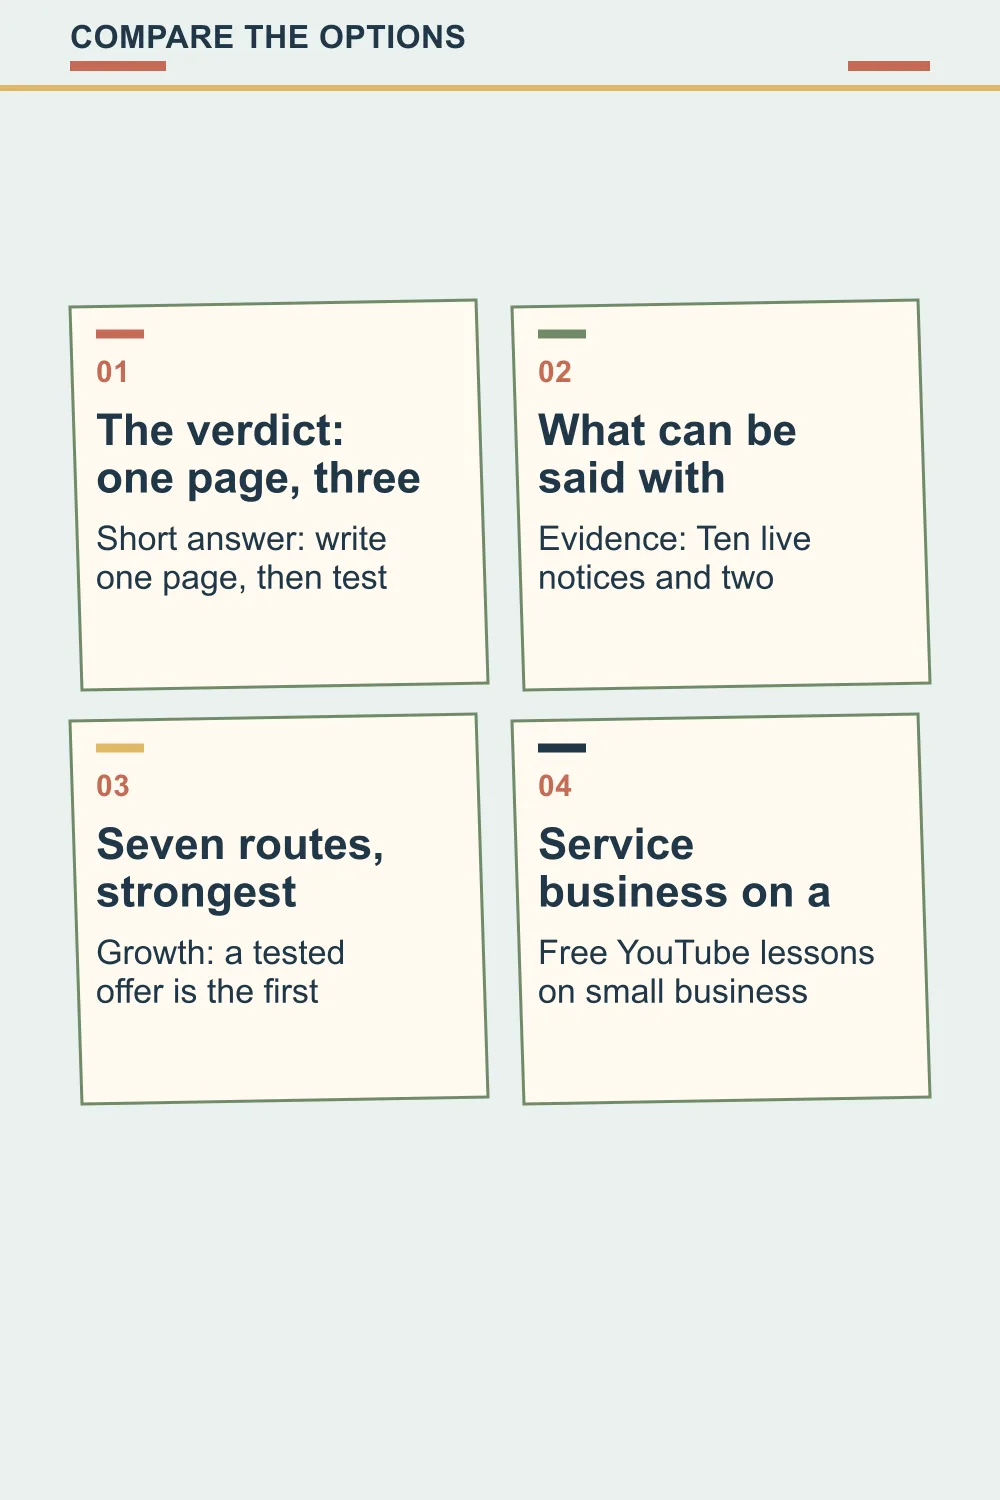 COMPARE THE OPTIONS
01
The verdict:
one page, three
Short answer: write
one page, then test
02
What can be
said with
Evidence: Ten live
notices and two
03
Seven routes,
strongest
Growth: a tested
offer is the first
04
Service
business on a
Free YouTube lessons
on small business